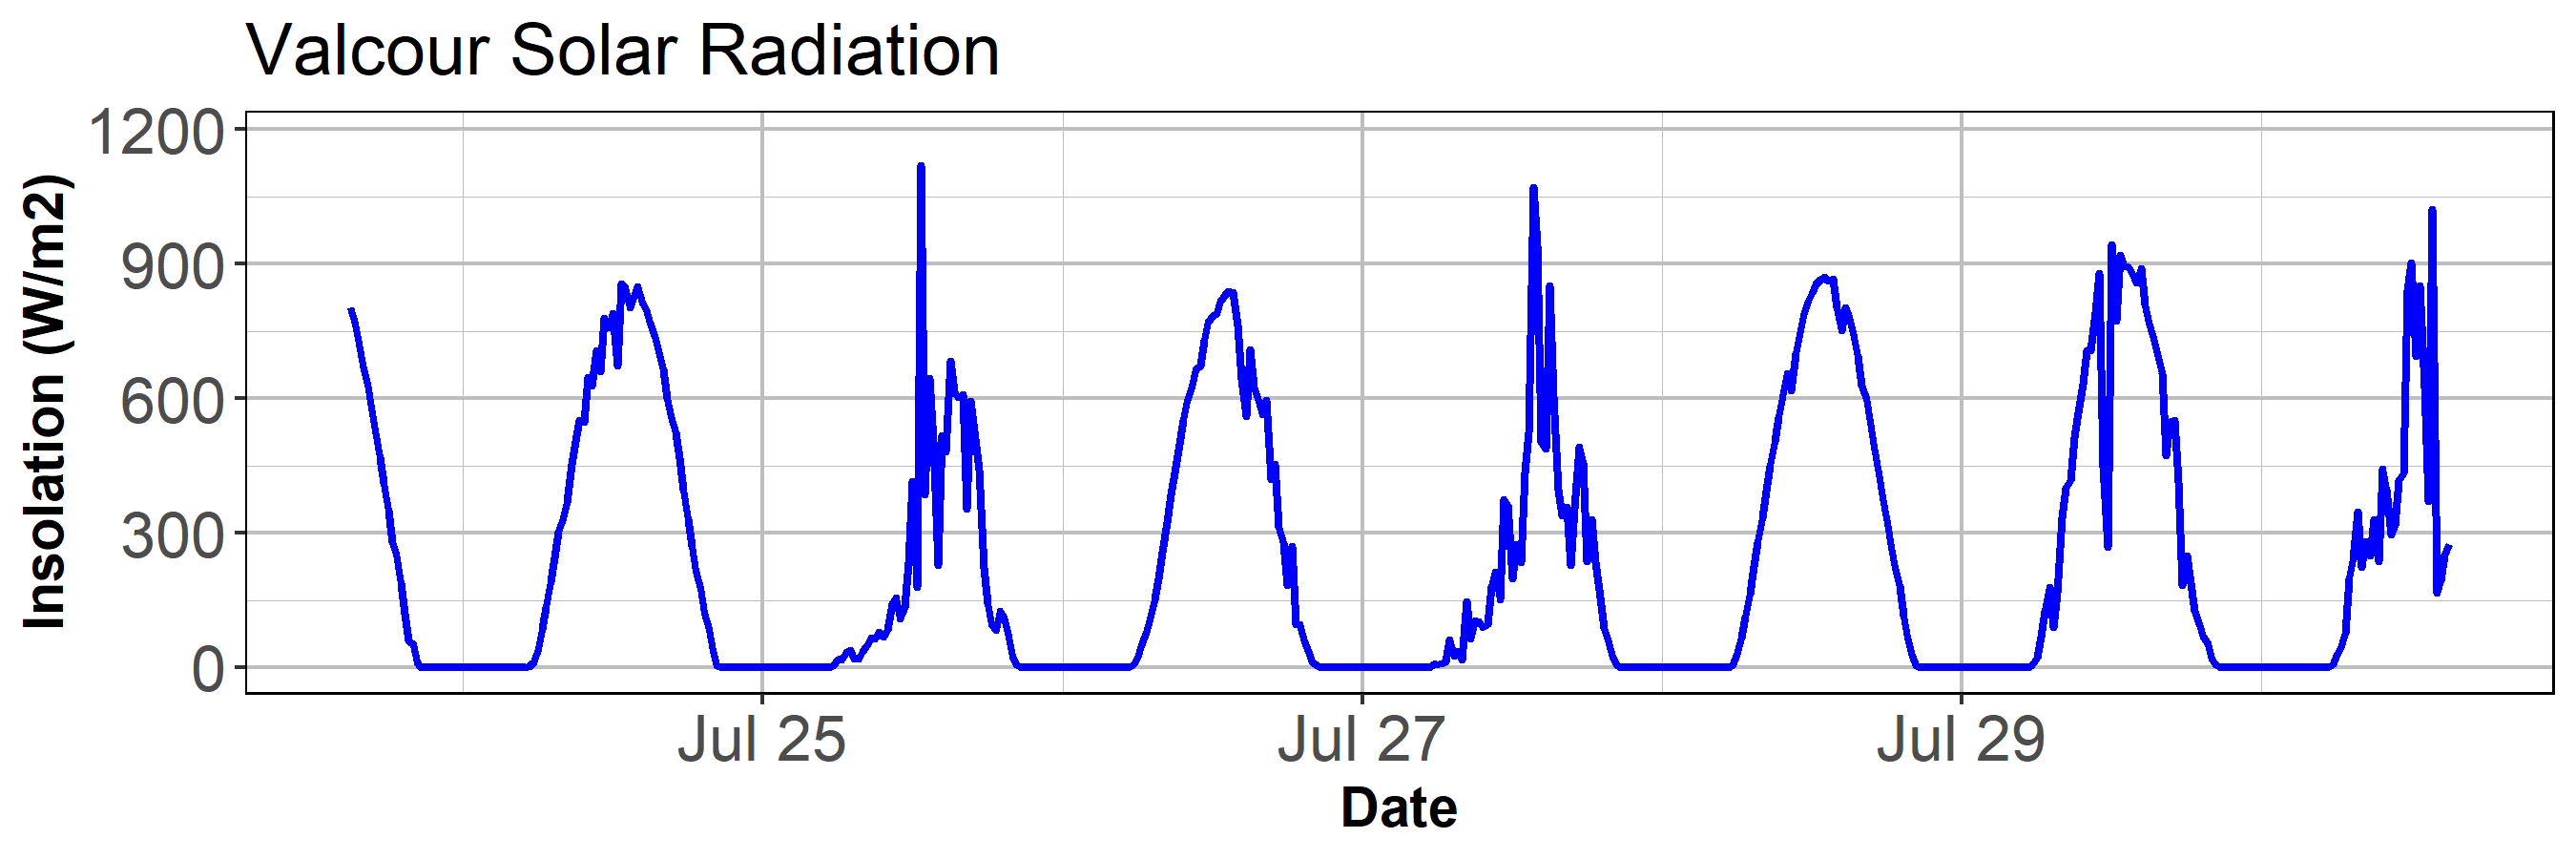 Valcour Solar Radiation
1200
900
600
300
0
Insolation (W/m2)
Jul 25
Jul 27
Jul 29
Date